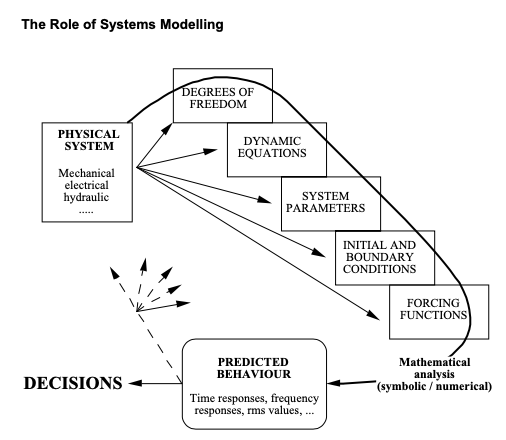 The Role of Systems Modelling
DEGREES OF
FREEDOM
PHYSICAL
SYSTEM
Mechanical
electrical
hydraulic
.....
DYNAMIC
EQUATIONS
SYSTEM
PARAMETERS
INITIAL AND
BOUNDARY
CONDITIONS
FORCING
FUNCTIONS
Mathematical
analysis
(symbolic / numerical)
PREDICTED
BEHAVIOUR
Time responses, frequency
responses, rms values, ...
DECISIONS